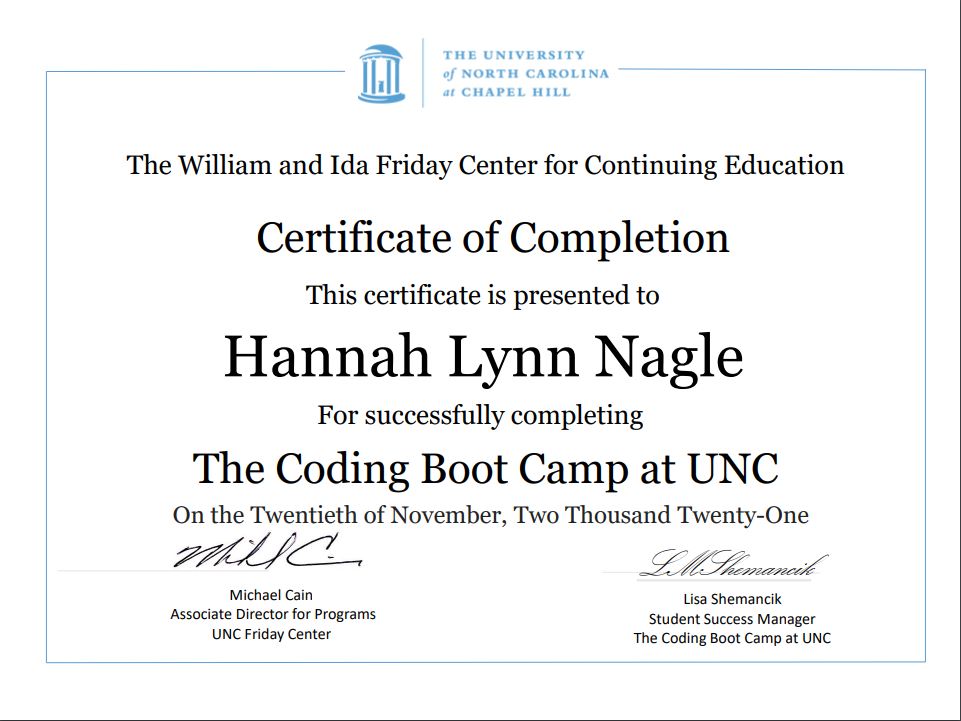 THE UNIVERSITY
of NORTH CAROLINA
at CHAPEL HILL
The William and Ida Friday Center for Continuing Education
Certificate of Completion
This certificate is presented to
Hannah Lynn Nagle
For successfully completing
The Coding Boot Camp at UNC
On the Twentieth of November, Two Thousand Twenty-One
Michael Cain
Associate Director for Programs
UNC Friday Center
LMShemancik
Lisa Shemancik
Student Success Manager
The Coding Boot Camp at UNC